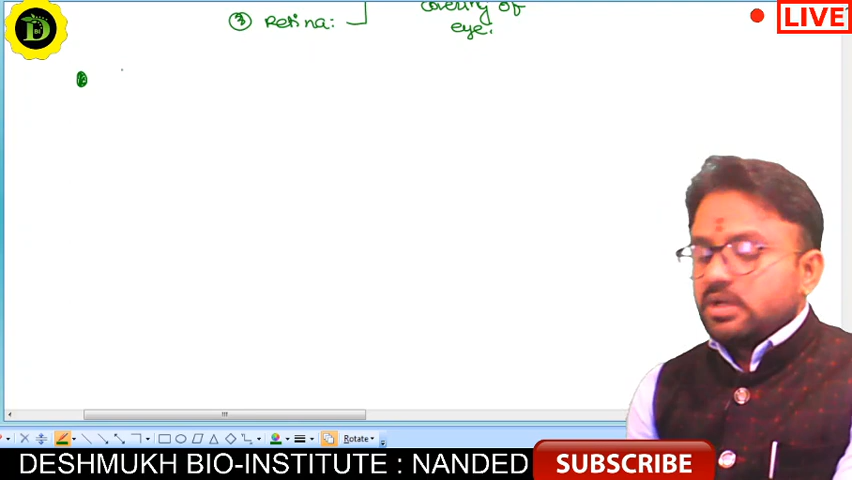 covering of
③ Retina:
eye.
D
LIVE
Rotate
DESHMUKH BIO-INSTITUTE : NANDED
SUBSCRIBE